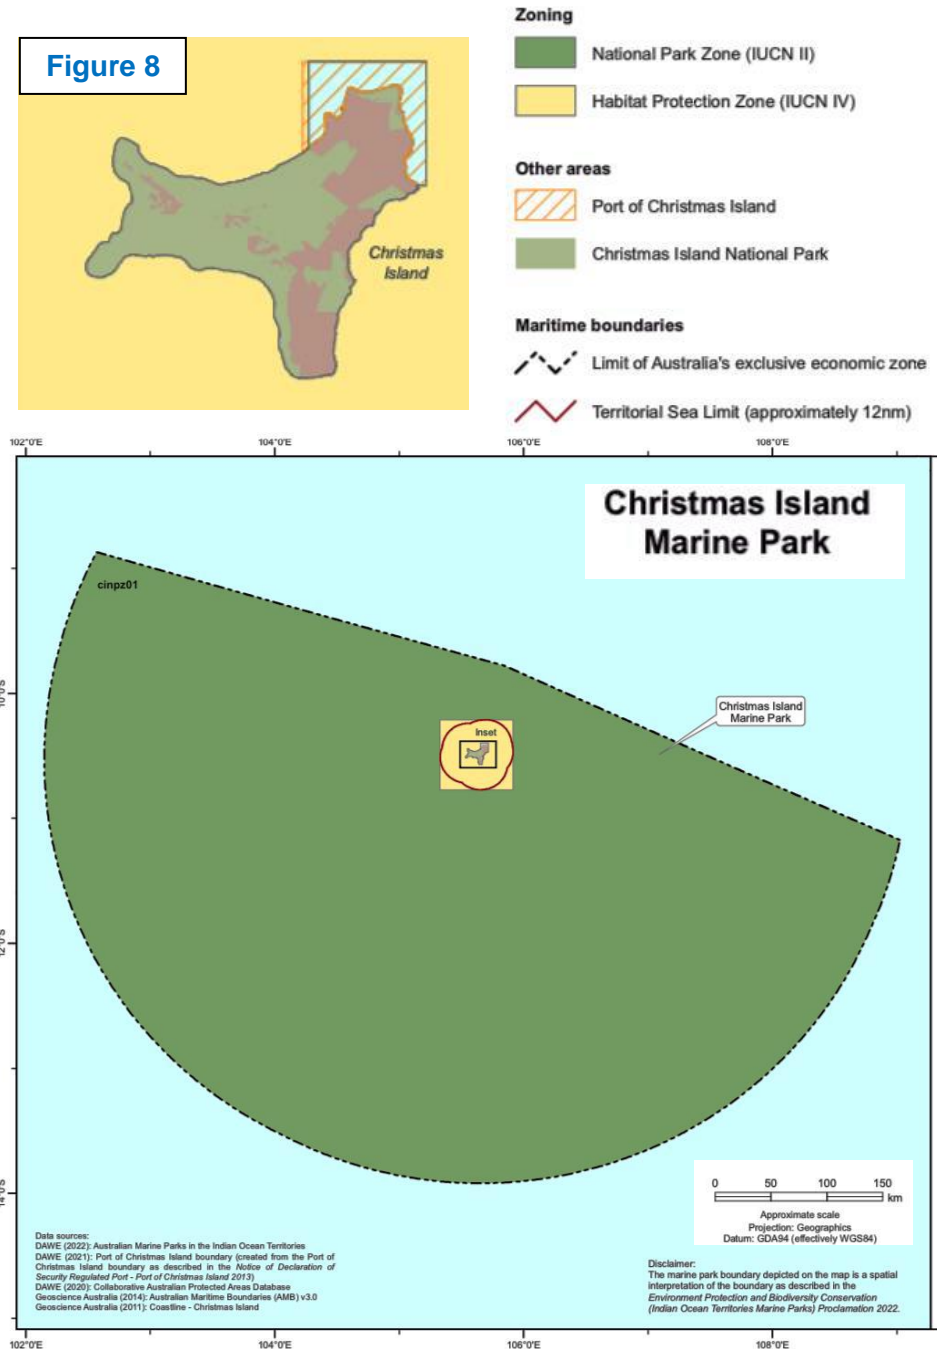 Figure 8
Christmas
Island
Zoning
National Park Zone (IUCN II)
Habitat Protection Zone (IUCN IV)
Other areas
Port of Christmas Island
Christmas Island National Park
Maritime boundaries
Limit of Australia's exclusive economic zone
Territorial Sea Limit (approximately 12nm)
102°0'E 104°0'E 106°0'E 108°0'E
Christmas Island
Marine Park
cinpz01
10°0'S
Christmas Island
Marine Park
Inset
12°0'S
14°0'S
0 50 100 150
km
Approximate scale
Projection: Geographics
Datum: GDA94 (effectively WGS84)
Data sources:
DAWE (2022): Australian Marine Parks in the Indian Ocean Territories
DAWE (2021): Port of Christmas Island boundary (created from the Port of
Christmas Island boundary as described in the Notice of Declaration of
Security Regulated Port - Port of Christmas Island 2013)
DAWE (2020): Collaborative Australian Protected Areas Database
Geoscience Australia (2014): Australian Maritime Boundaries (AMB) v3.0
Geoscience Australia (2011): Coastline - Christmas Island
Disclaimer:
The marine park boundary depicted on the map is a spatial
interpretation of the boundary as described in the
Environment Protection and Biodiversity Conservation
(Indian Ocean Territories Marine Parks) Proclamation 2022.
102°0'E 104°0'E 106°0'E 108°0'E